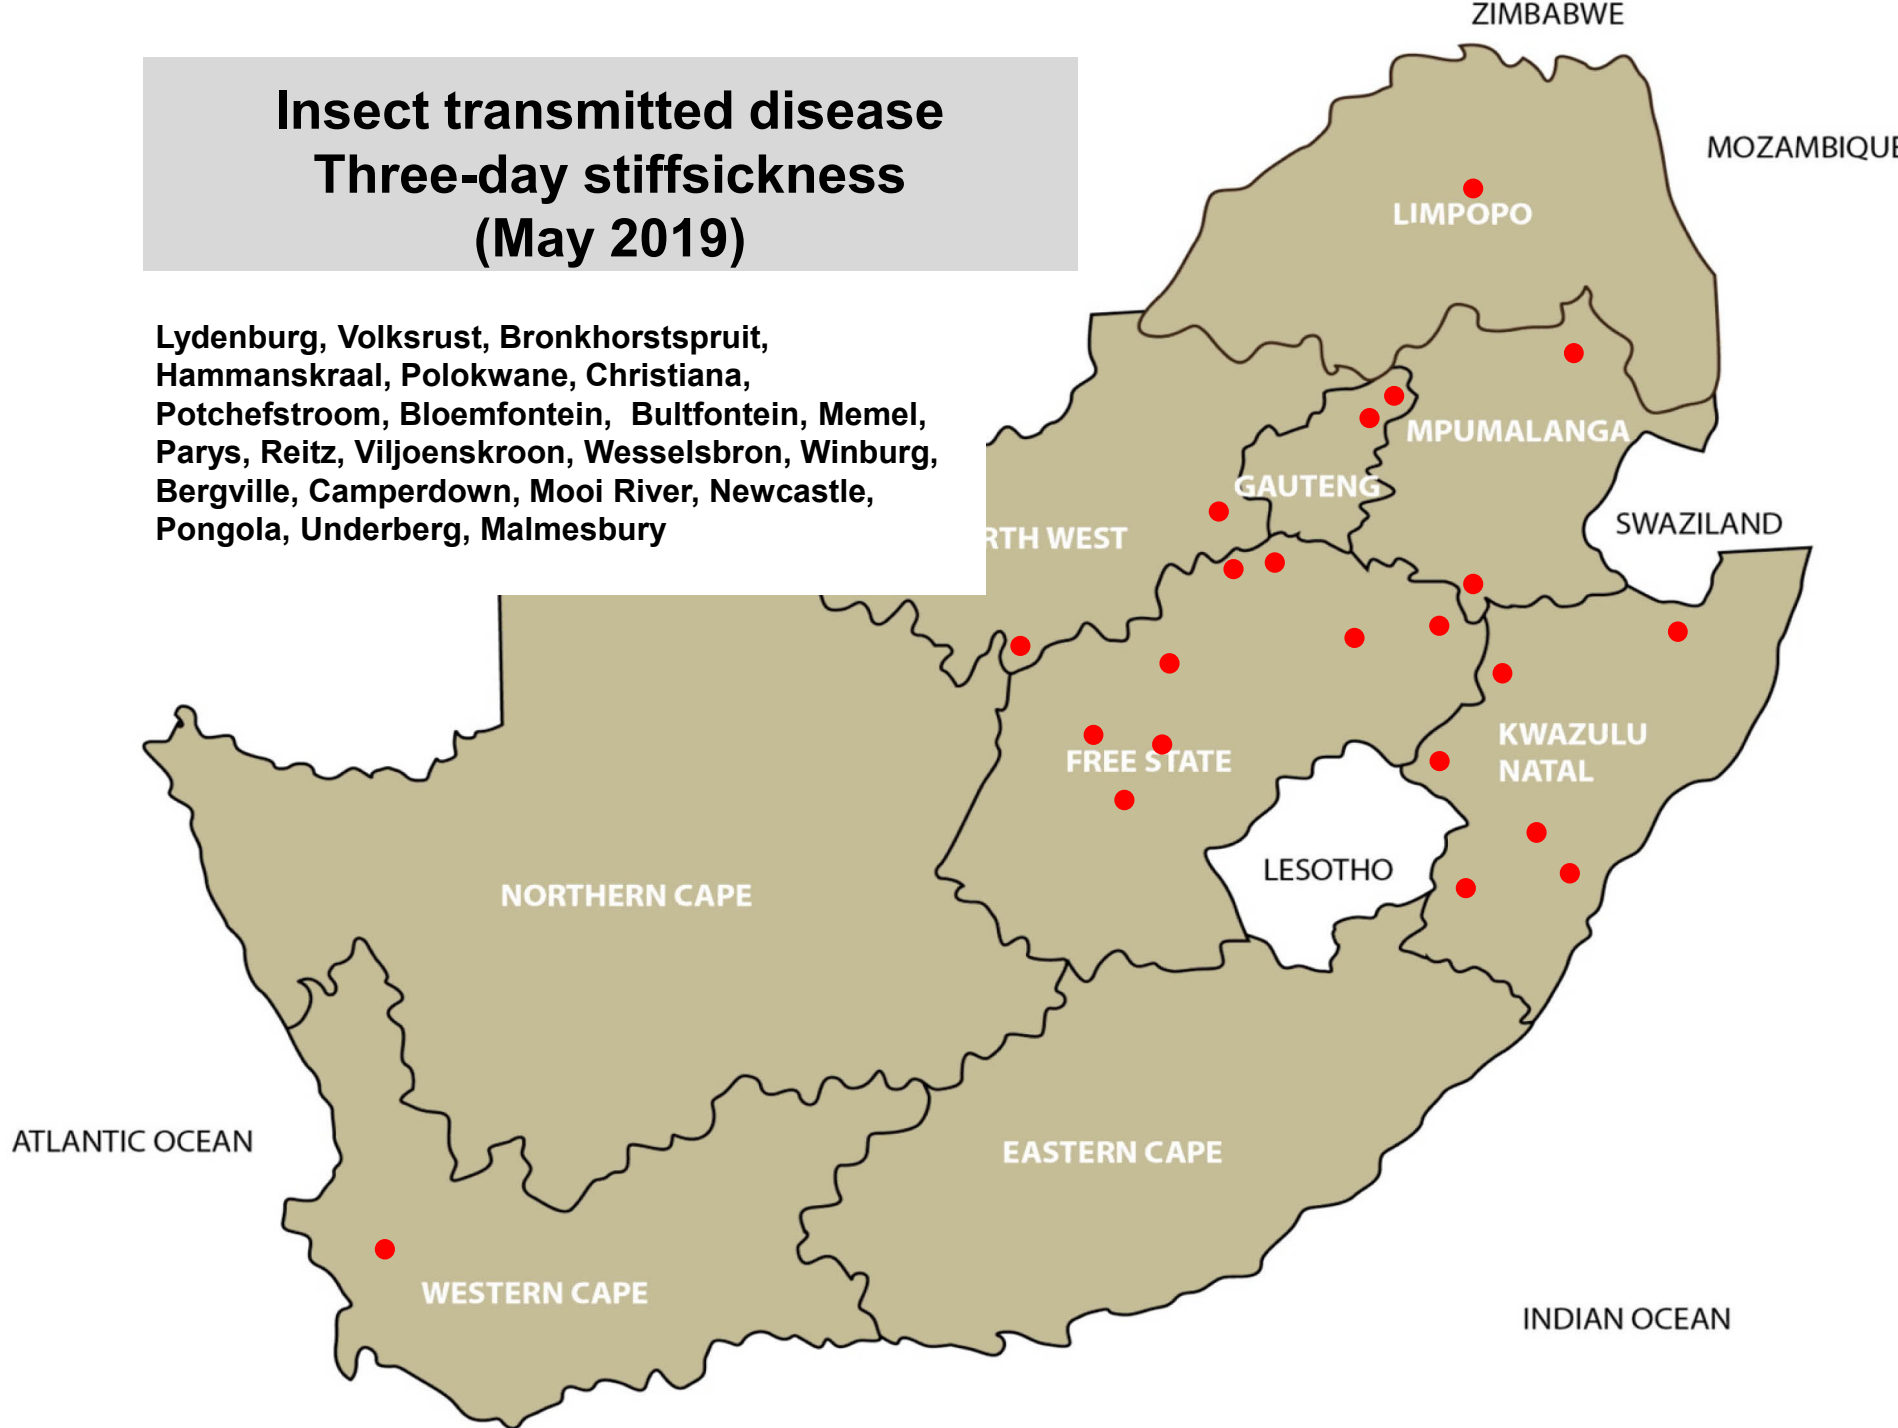 ZIMBABWE
Insect transmitted disease
Three-day stiffsickness
(May 2019)
MOZAMBIQUE
LIMPOPO
Lydenburg, Volksrust, Bronkhorstspruit,
Hammanskraal, Polokwane, Christiana,
Potchefstroom, Bloemfontein, Bultfontein, Memel,
Parys, Reitz, Viljoenskroon, Wesselsbron, Winburg,
Bergville, Camperdown, Mooi River, Newcastle,
Pongola, Underberg, Malmesbury
MPUMALANGA
GAUTENG
SWAZILAND
RTH WEST
KWAZULU
NATAL
FREE STATE
LESOTHO
NORTHERN CAPE
ATLANTIC OCEAN
EASTERN CAPE
WESTERN CAPE
INDIAN OCEAN